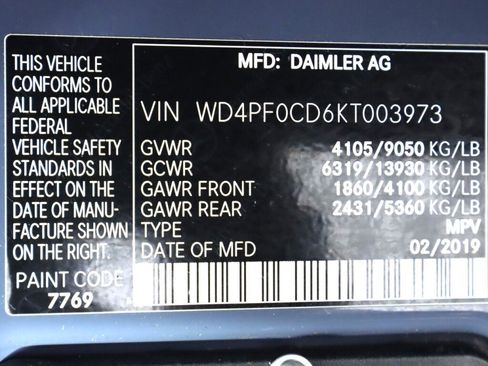 THIS VEHICLE
CONFORMS TO
ALL APPLICABLE
FEDERAL
VEHICLE SAFETY
STANDARDS IN
EFFECT ON THE
DATE OF MANU-
FACTURE SHOWN
ON THE RIGHT.
PAINT CODE
7769
MFD: DAIMLER AG
VIN WD4PF0CD6KT003973
GVWR 4105/9050 KG/LB
GCWR 6319/13930 KG/LB
GAWR FRONT 1860/4100 KG/LB
GAWR REAR 2431/5360 KG/LB
TYPE MPV
DATE OF MFD 02/2019